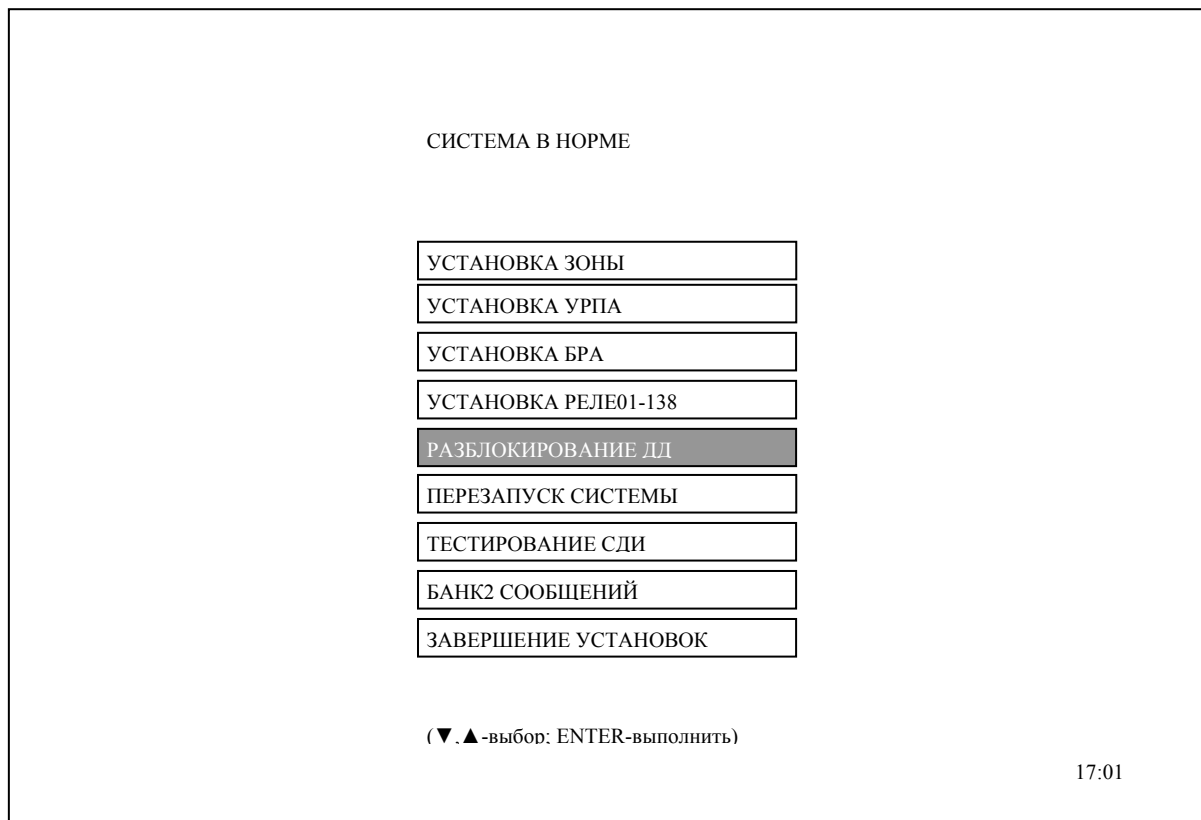 СИСТЕМА В НОРМЕ
УСТАНОВКА ЗОНЫ
УСТАНОВКА УРПА
УСТАНОВКА БРА
УСТАНОВКА РЕЛЕ01-138
РАЗБЛОКИРОВАНИЕ ДД
ПЕРЕЗАПУСК СИСТЕМЫ
ТЕСТИРОВАНИЕ СДИ
БАНК2 СООБЩЕНИЙ
ЗАВЕРШЕНИЕ УСТАНОВОК
(▼,▲-выбор; ENTER-выполнить)
17:01